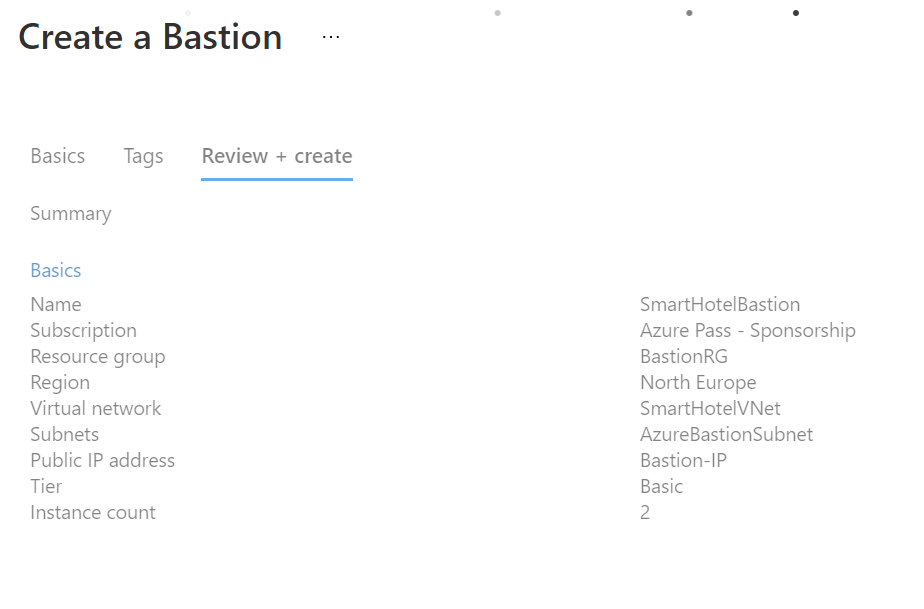 Create a Bastion ...
Basics Tags Review + create
Summary
Basics
Name SmartHotelBastion
Subscription Azure Pass - Sponsorship
Resource group BastionRG
Region North Europe
Virtual network SmartHotelVNet
Subnets AzureBastionSubnet
Public IP address Bastion-IP
Tier Basic
Instance count 2